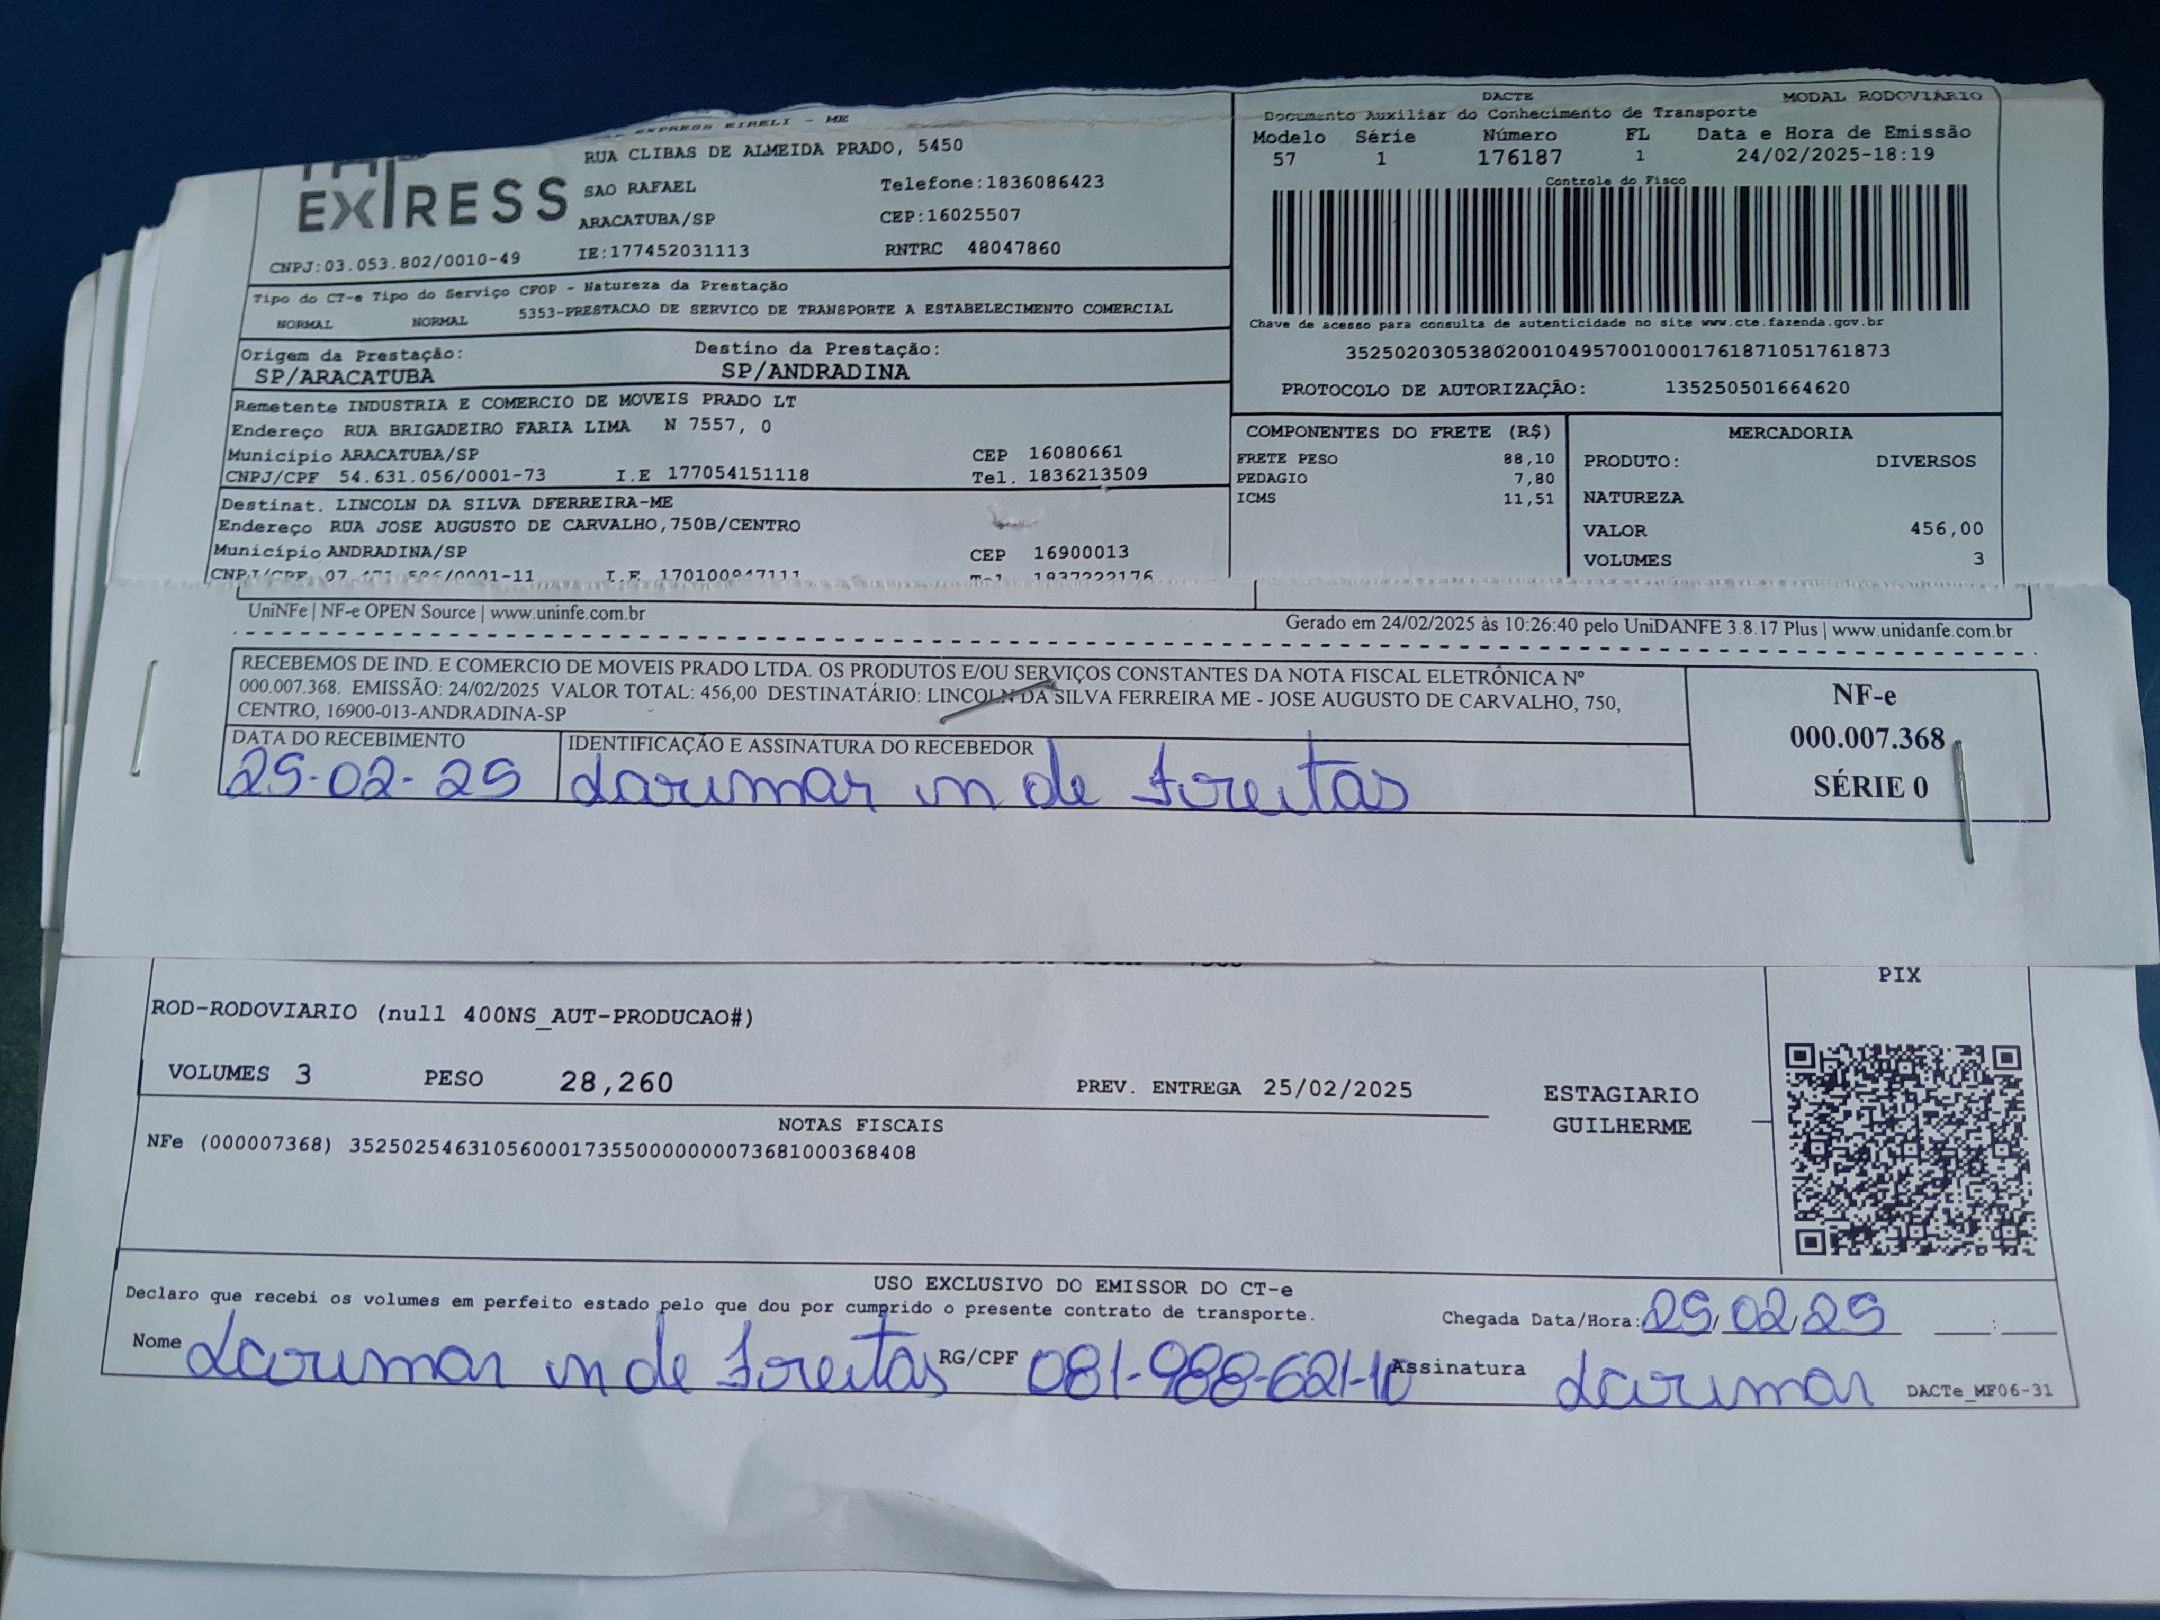 EXPRESS EIRELI - ME
EXPRESS
RUA CLIBAS DE ALMEIDA PRADO, 5450
SAO RAFAEL Telefone:1836086423
ARACATUBA/SP CEP:16025507
CNPJ:03.053.802/0010-49 IE:177452031113 RNTRC 48047860
Tipo do CT-e Tipo do Serviço CFOP - Natureza da Prestação
NORMAL NORMAL 5353-PRESTACAO DE SERVICO DE TRANSPORTE A ESTABELECIMENTO COMERCIAL
Origem da Prestação: Destino da Prestação:
SP/ARACATUBA SP/ANDRADINA
Remetente INDUSTRIA E COMERCIO DE MOVEIS PRADO LT
Endereço RUA BRIGADEIRO FARIA LIMA N 7557, 0
Município ARACATUBA/SP CEP 16080661
CNPJ/CPF 54.631.056/0001-73 I.E 177054151118 Tel. 1836213509
Destinat. LINCOLN DA SILVA DFERREIRA-ME
Endereço RUA JOSE AUGUSTO DE CARVALHO,750B/CENTRO
Município ANDRADINA/SP CEP 16900013
CNPJ/CPF I.E Tel 1837222176
DACTE MODAL RODOVIÁRIO
Documento Auxiliar do Conhecimento de Transporte
Modelo Série Número FL Data e Hora de Emissão
57 1 176187 1 24/02/2025-18:19
Controle do Fisco
Chave de acesso para consulta de autenticidade no site www.cte.fazenda.gov.br
35250203053802001049570010001761871051761873
PROTOCOLO DE AUTORIZAÇÃO: 135250501664620
COMPONENTES DO FRETE (R$)
FRETE PESO 88,10
PEDAGIO 7,80
ICMS 11,51
MERCADORIA
PRODUTO: DIVERSOS
NATUREZA
VALOR 456,00
VOLUMES 3
UniNFe | NF-e OPEN Source | www.uninfe.com.br Gerado em 24/02/2025 às 10:26:40 pelo UniDANFE 3.8.17 Plus | www.unidanfe.com.br
RECEBEMOS DE IND. E COMERCIO DE MOVEIS PRADO LTDA. OS PRODUTOS E/OU SERVIÇOS CONSTANTES DA NOTA FISCAL ELETRÔNICA Nº
000.007.368. EMISSÃO: 24/02/2025 VALOR TOTAL: 456,00 DESTINATÁRIO: LINCOLN DA SILVA FERREIRA ME - JOSE AUGUSTO DE CARVALHO, 750,
CENTRO, 16900-013-ANDRADINA-SP
DATA DO RECEBIMENTO IDENTIFICAÇÃO E ASSINATURA DO RECEBEDOR
25-02-25 Larimar m de Freitas
NF-e
000.007.368
SÉRIE 0
PIX
ROD-RODOVIARIO (null 400NS_AUT-PRODUCAO#)
VOLUMES 3 PESO 28,260 PREV. ENTREGA 25/02/2025 ESTAGIARIO
GUILHERME
NOTAS FISCAIS
NFe (000007368) 35250254631056000173550000000073681000368408
USO EXCLUSIVO DO EMISSOR DO CT-e
Declaro que recebi os volumes em perfeito estado pelo que dou por cumprido o presente contrato de transporte. Chegada Data/Hora: 25/02/25 :
Nome Larimar m de Freitas RG/CPF 081-988-621-10 Assinatura Larimar DACTe_MF06-31